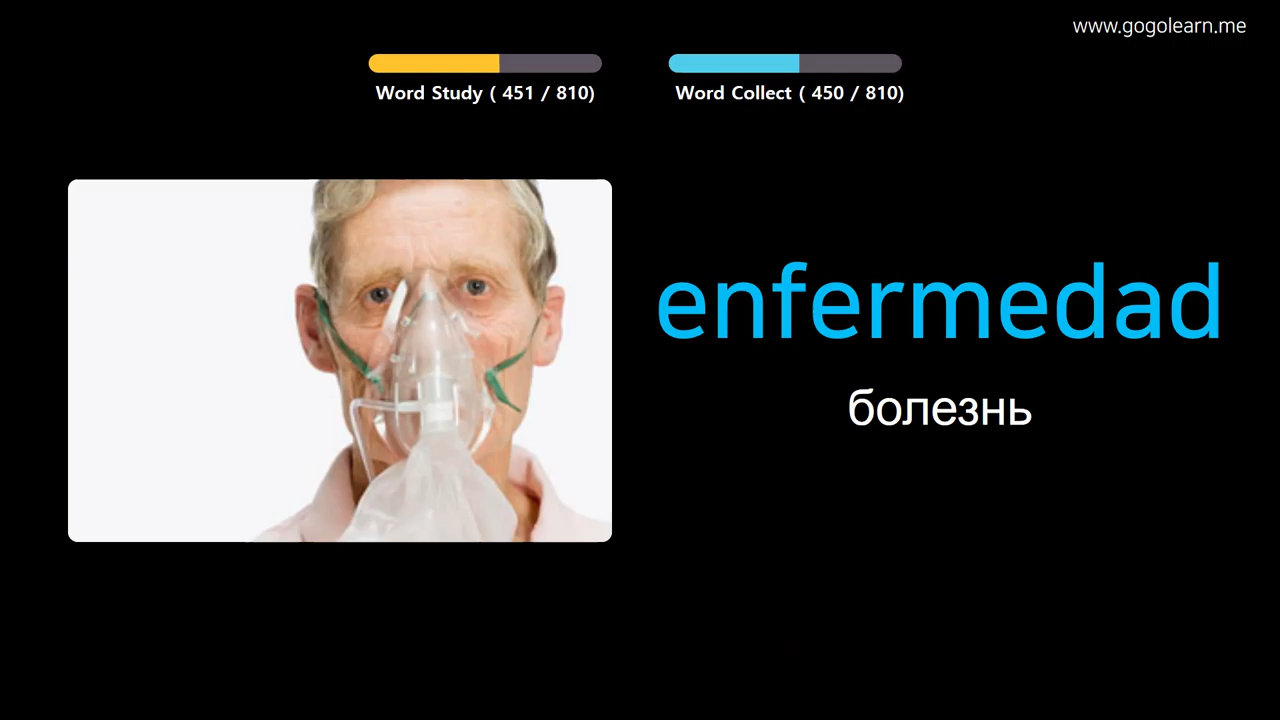 www.gogolearn.me
Word Study ( 451 / 810)
Word Collect ( 450 / 810)
enfermedad
болезнь